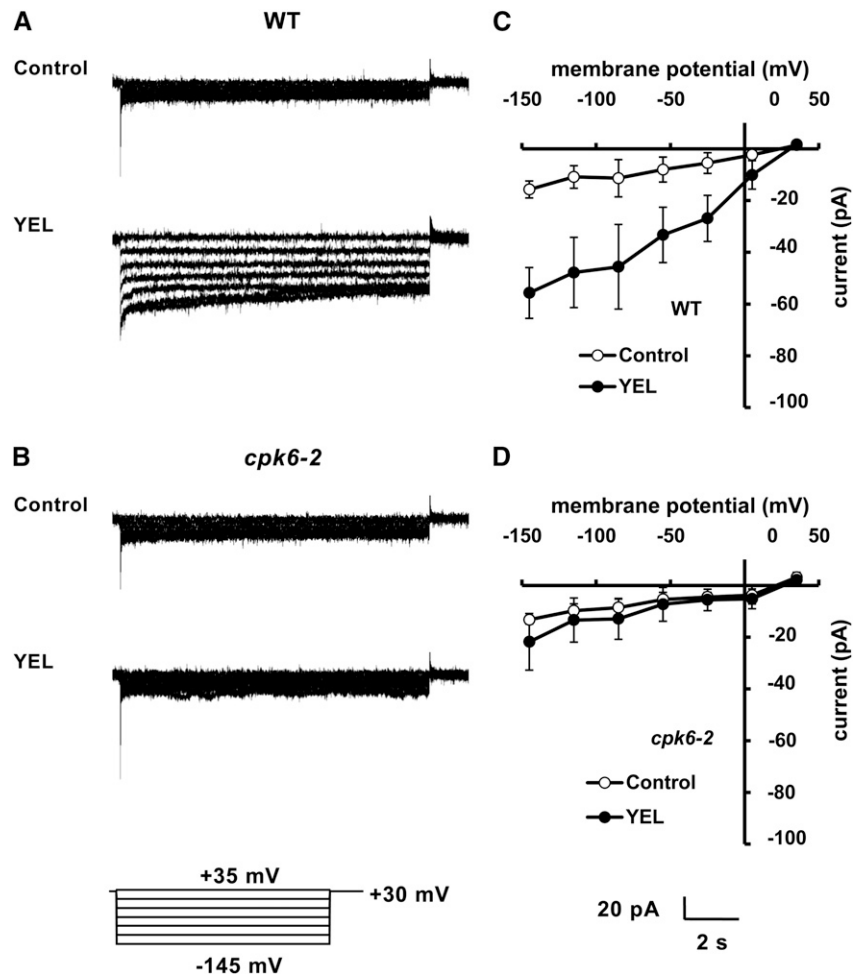 A
WT
Control
YEL
C
membrane potential (mV)
-150 -100 -50 0 50
-20
-40
-60
-80
-100
current (pA)
WT
Control
YEL
B
cpk6-2
Control
YEL
D
membrane potential (mV)
-150 -100 -50 0 50
-20
-40
-60
-80
-100
current (pA)
cpk6-2
Control
YEL
+35 mV
+30 mV
-145 mV
20 pA
2 s